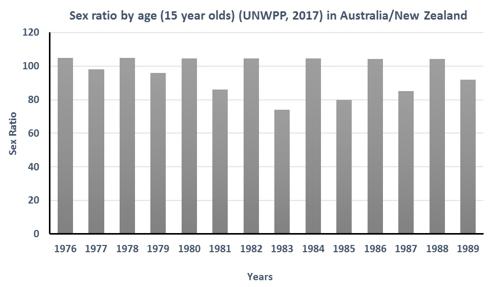 Sex ratio by age (15 year olds) (UNWPP, 2017) in Australia/New Zealand
120
100
80
60
40
20
0
Sex Ratio
1976 1977 1978 1979 1980 1981 1982 1983 1984 1985 1986 1987 1988 1989
Years